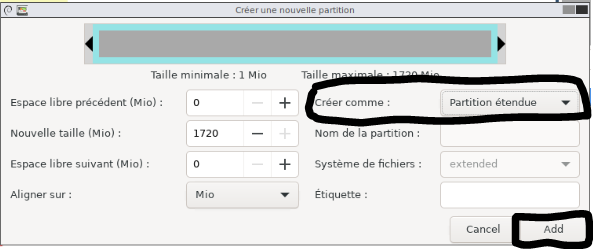 Créer une nouvelle partition
Taille minimale : 1 Mio Taille maximale : 1720 Mio
Espace libre précédent (Mio) : 0 Créer comme : Partition étendue
Nouvelle taille (Mio) : 1720 Nom de la partition :
Espace libre suivant (Mio) : 0 Système de fichiers : extended
Aligner sur : Mio Étiquette :
Cancel Add